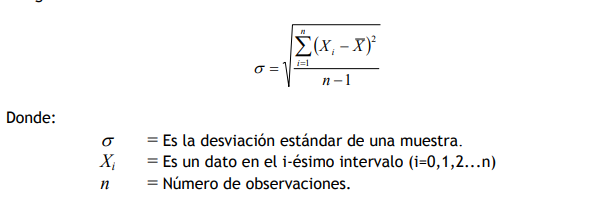 σ = √(∑_{i=1}^{n} (X_i − X̄)² / (n − 1))
Donde:
σ = Es la desviación estándar de una muestra.
X_i = Es un dato en el i-ésimo intervalo (i=0,1,2…n)
n = Número de observaciones.